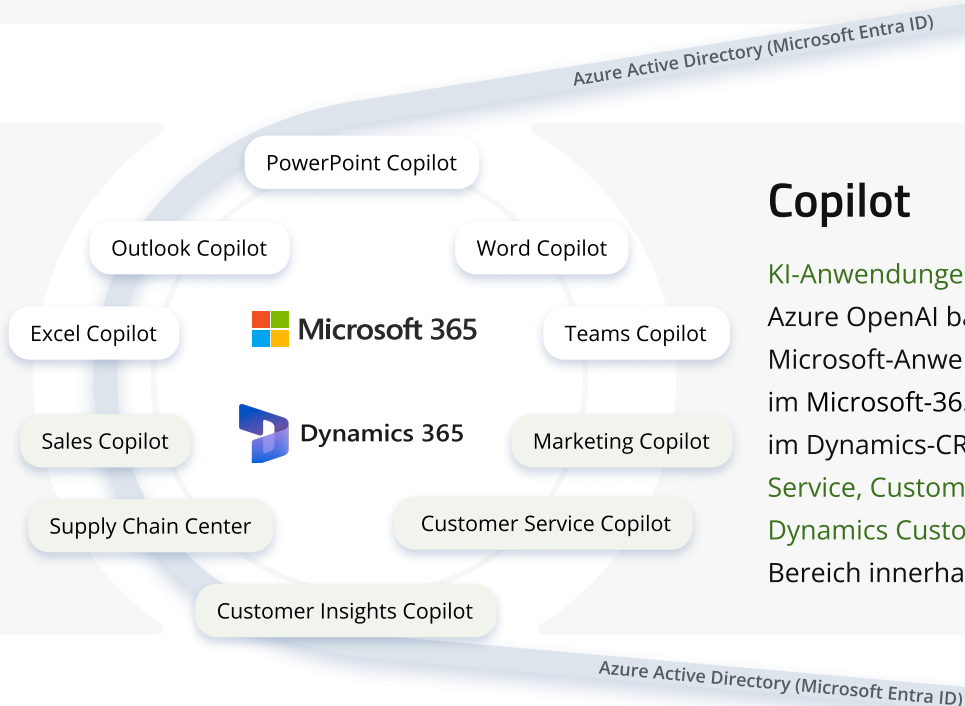 Azure Active Directory (Microsoft Entra ID)
PowerPoint Copilot
Outlook Copilot
Word Copilot
Excel Copilot
Microsoft 365
Teams Copilot
Sales Copilot
Dynamics 365
Marketing Copilot
Supply Chain Center
Customer Service Copilot
Customer Insights Copilot
Azure Active Directory (Microsoft Entra ID)
Copilot
KI-Anwendunge
Azure OpenAI ba
Microsoft-Anwe
im Microsoft-36
im Dynamics-CR
Service, Custom
Dynamics Custo
Bereich innerha